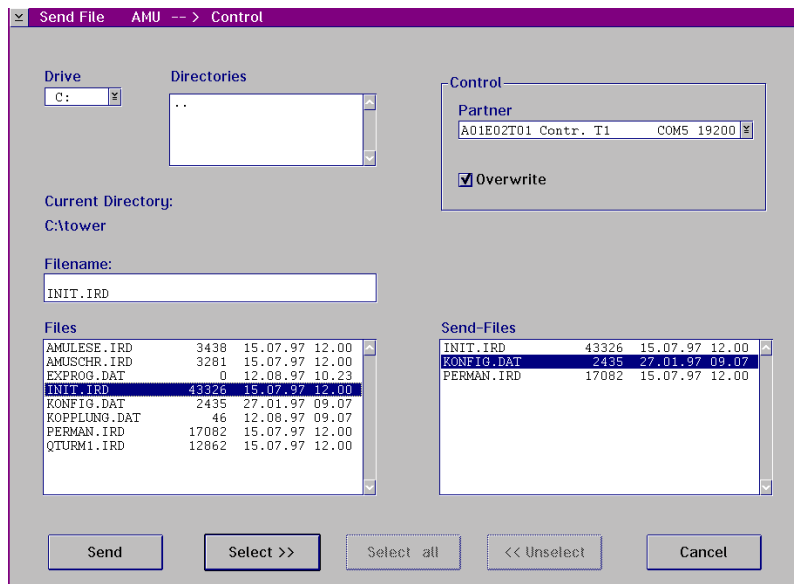 Send File AMU --> Control
Drive
C:
Directories
..
Control
Partner
A01E02T01 Contr. T1 COM5 19200
Overwrite
Current Directory:
C:\tower
Filename:
INIT.IRD
Files
AMULESE.IRD 3438 15.07.97 12.00
AMUSCHR.IRD 3281 15.07.97 12.00
EXPROG.DAT 0 12.08.97 10.23
INIT.IRD 43326 15.07.97 12.00
KONFIG.DAT 2435 27.01.97 09.07
KOPPLUNG.DAT 46 12.08.97 09.07
PERMAN.IRD 17082 15.07.97 12.00
QTURM1.IRD 12862 15.07.97 12.00
Send-Files
INIT.IRD 43326 15.07.97 12.00
KONFIG.DAT 2435 27.01.97 09.07
PERMAN.IRD 17082 15.07.97 12.00
Send
Select >>
Select all
<< Unselect
Cancel